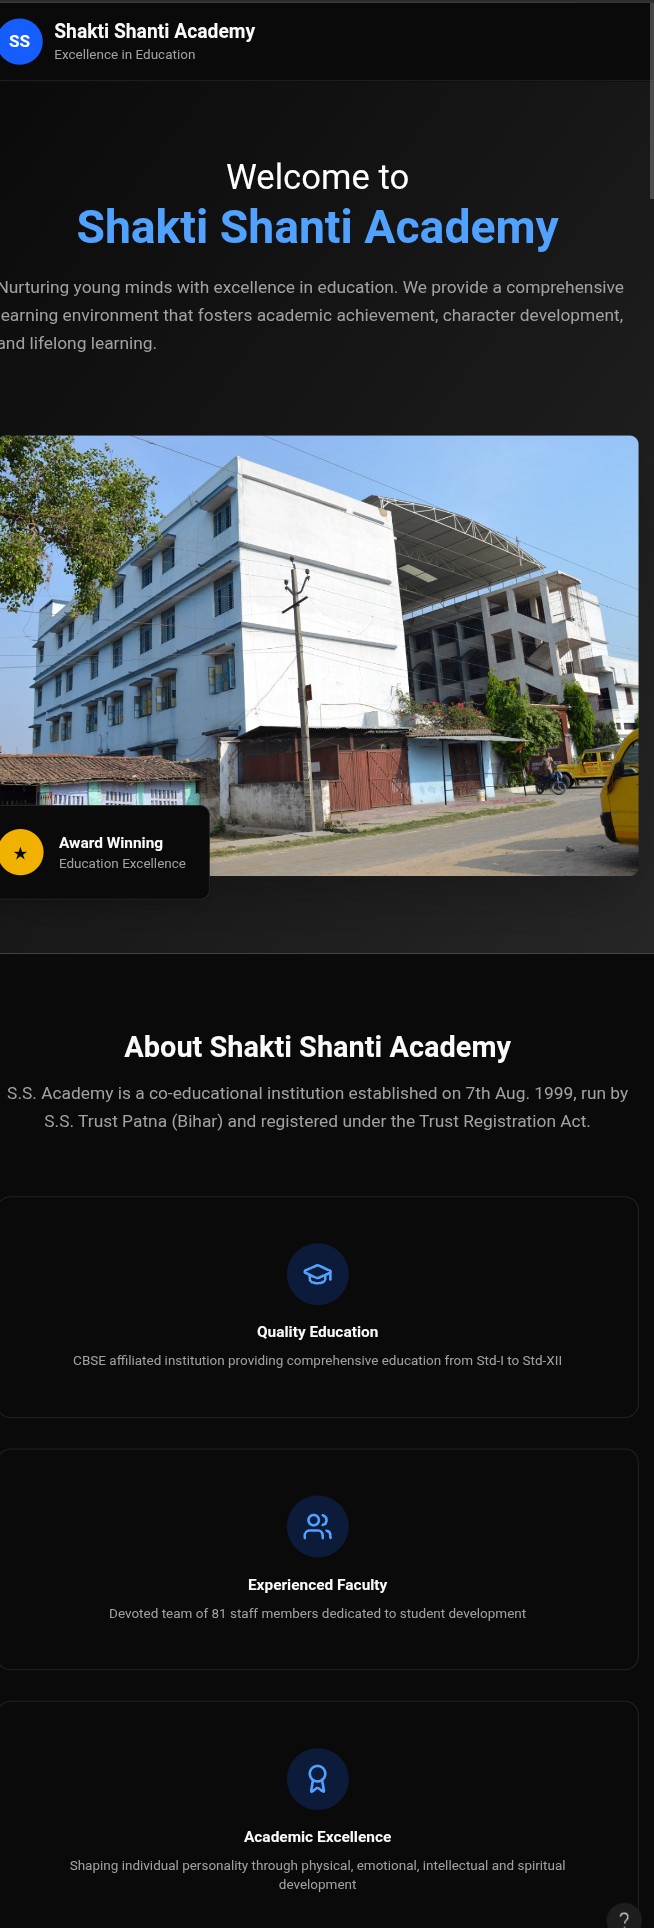 SS
Shakti Shanti Academy
Excellence in Education
Welcome to
Shakti Shanti Academy
Nurturing young minds with excellence in education. We provide a comprehensive
earning environment that fosters academic achievement, character development,
and lifelong learning.
Award Winning
Education Excellence
About Shakti Shanti Academy
S.S. Academy is a co-educational institution established on 7th Aug. 1999, run by
S.S. Trust Patna (Bihar) and registered under the Trust Registration Act.
Quality Education
CBSE affiliated institution providing comprehensive education from Std-I to Std-XII
Experienced Faculty
Devoted team of 81 staff members dedicated to student development
Academic Excellence
Shaping individual personality through physical, emotional, intellectual and spiritual
development
?